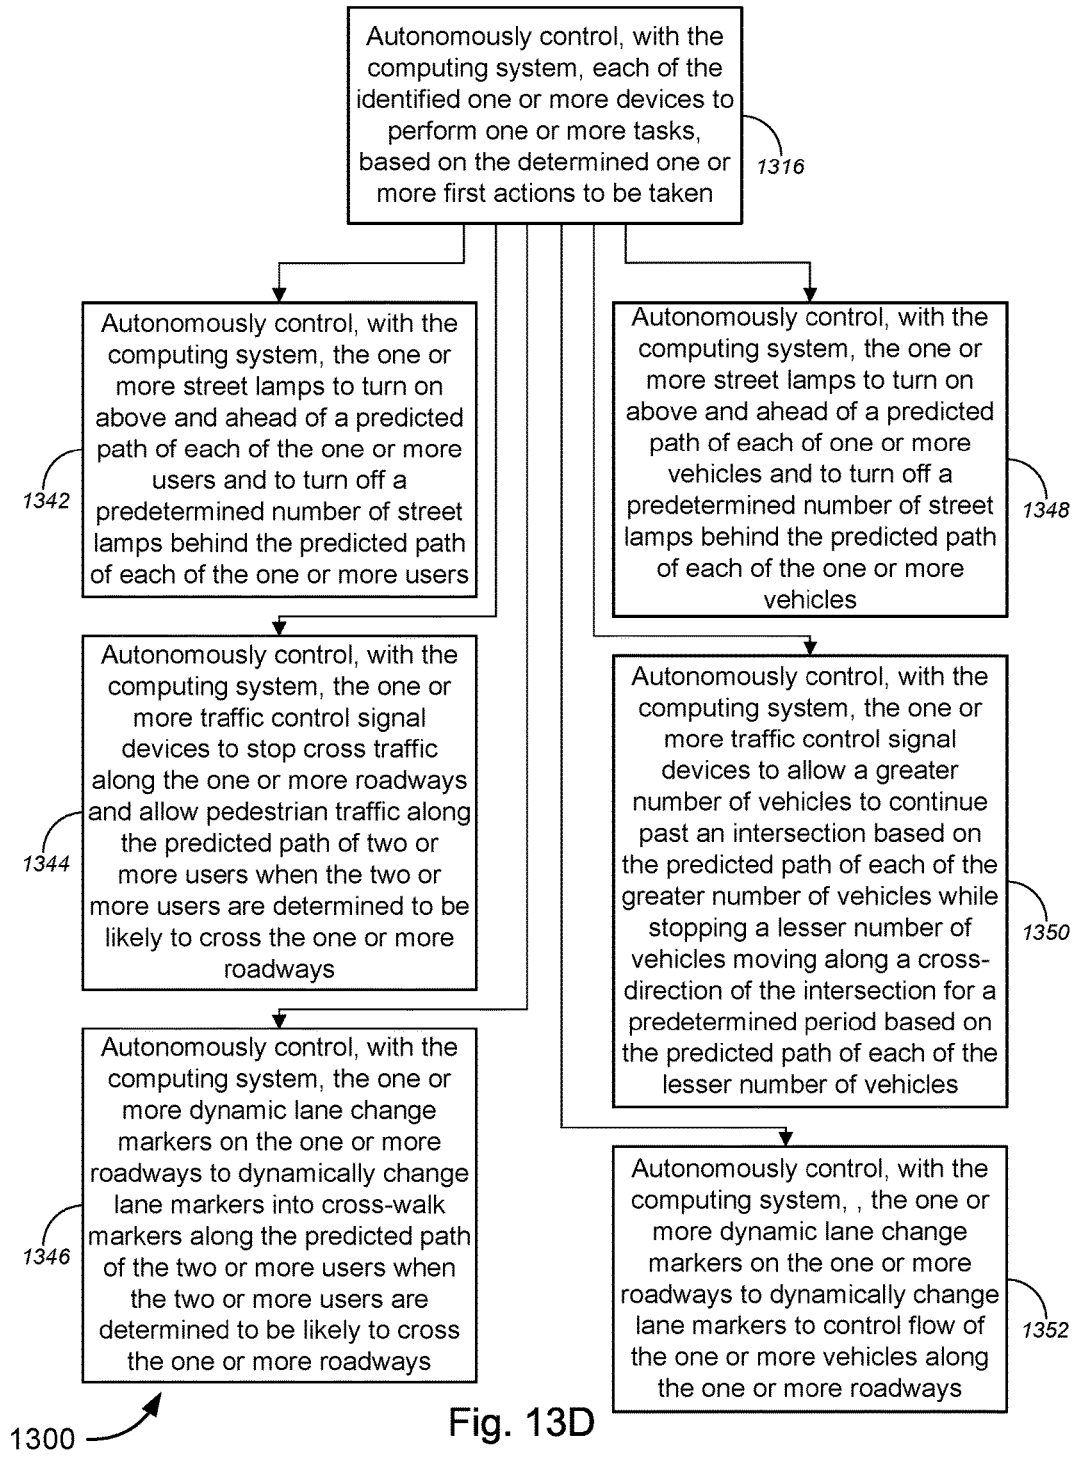 Autonomously control, with the
computing system, each of the
identified one or more devices to
perform one or more tasks,
based on the determined one or
more first actions to be taken
1316
Autonomously control, with the
computing system, the one or
more street lamps to turn on
above and ahead of a predicted
path of each of the one or more
users and to turn off a
predetermined number of street
lamps behind the predicted path
of each of the one or more users
1342
Autonomously control, with the
computing system, the one or
more traffic control signal
devices to stop cross traffic
along the one or more roadways
and allow pedestrian traffic along
the predicted path of two or
more users when the two or
more users are determined to be
likely to cross the one or more
roadways
1344
Autonomously control, with the
computing system, the one or
more dynamic lane change
markers on the one or more
roadways to dynamically change
lane markers into cross-walk
markers along the predicted path
of the two or more users when
the two or more users are
determined to be likely to cross
the one or more roadways
1346
Autonomously control, with the
computing system, the one or
more street lamps to turn on
above and ahead of a predicted
path of each of one or more
vehicles and to turn off a
predetermined number of street
lamps behind the predicted path
of each of the one or more
vehicles
1348
Autonomously control, with the
computing system, the one or
more traffic control signal
devices to allow a greater
number of vehicles to continue
past an intersection based on
the predicted path of each of the
greater number of vehicles while
stopping a lesser number of
vehicles moving along a cross-
direction of the intersection for a
predetermined period based on
the predicted path of each of the
lesser number of vehicles
1350
Autonomously control, with the
computing system, , the one or
more dynamic lane change
markers on the one or more
roadways to dynamically change
lane markers to control flow of
the one or more vehicles along
the one or more roadways
1352
1300
Fig. 13D